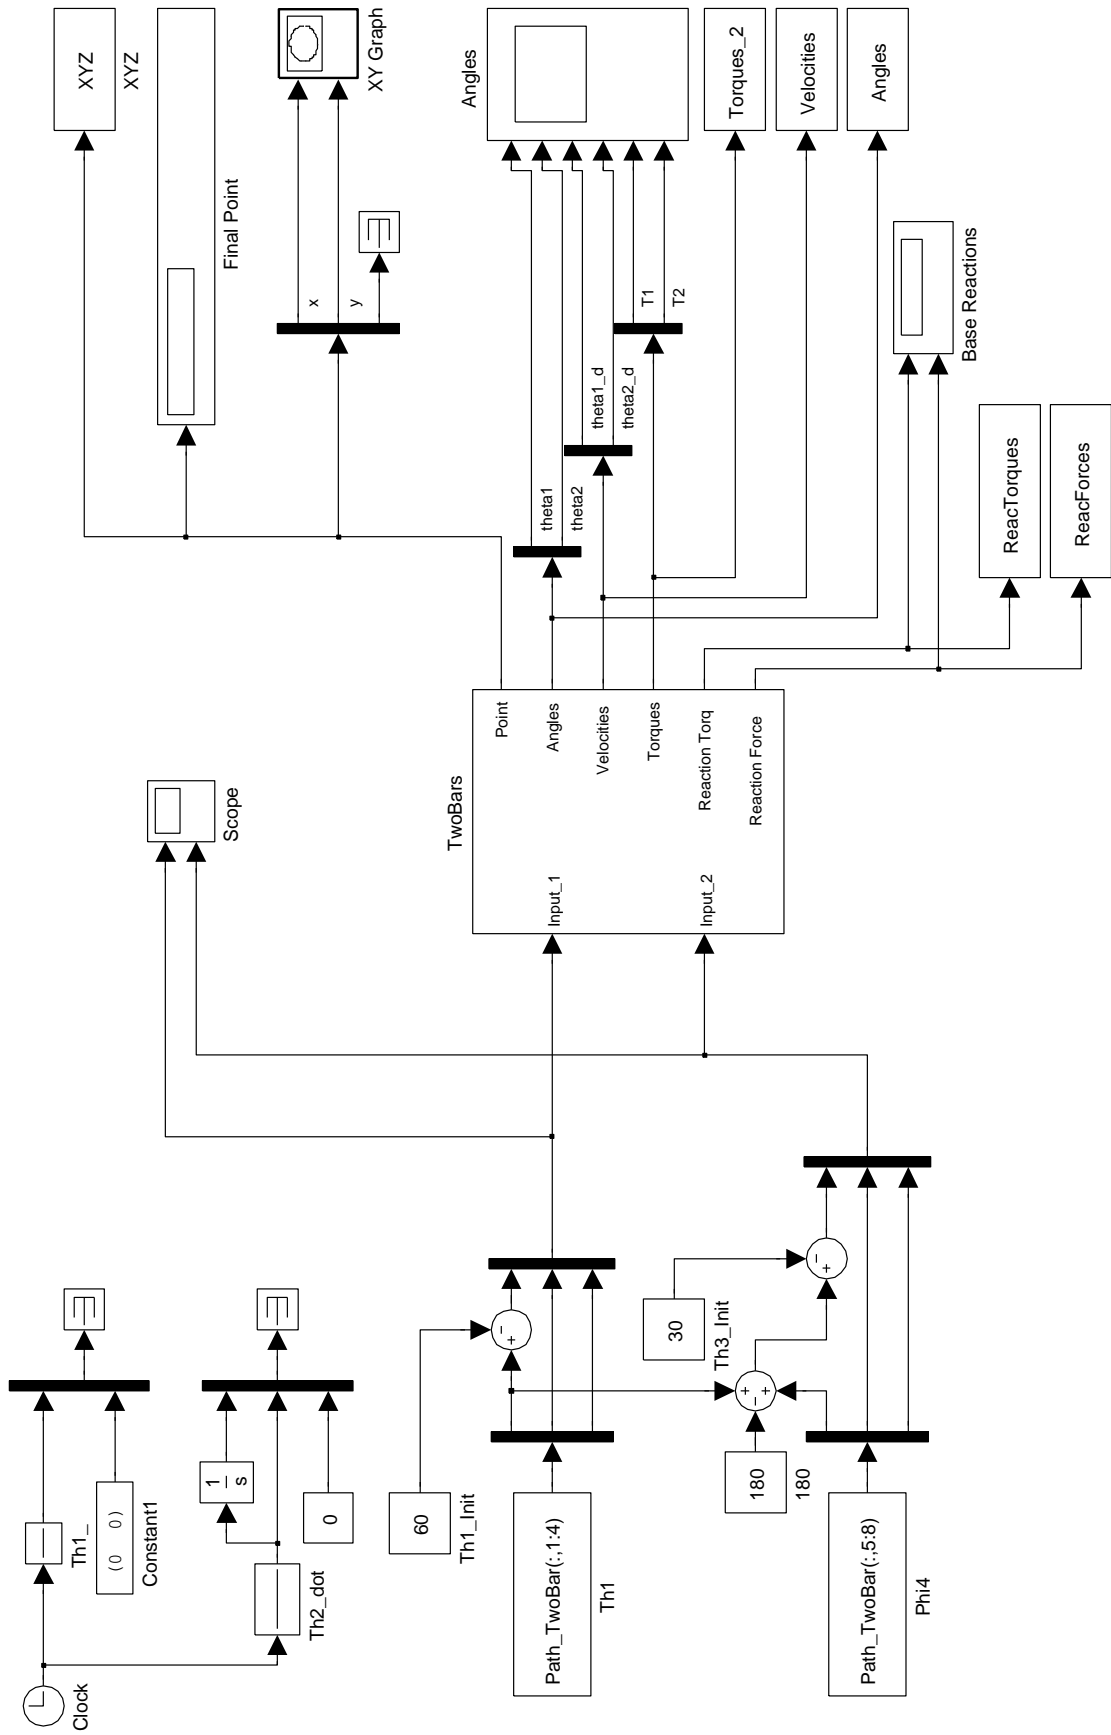 Clock
Th1_
(0 0)
Constant1
1
s
Th2_dot
0
60
Th1_Init
Path_TwoBar(:,1:4)
Th1
+
-
30
Th3_Init
180
180
+
-
+
+
-
Path_TwoBar(:,5:8)
Phi4
Scope
TwoBars
Input_1
Input_2
Point
Angles
Velocities
Torques
Reaction Torq
Reaction Force
XYZ
XYZ
Final Point
x
y
XY Graph
theta1
theta2
theta1_d
theta2_d
T1
T2
Angles
Torques_2
Velocities
Angles
Base Reactions
ReacTorques
ReacForces